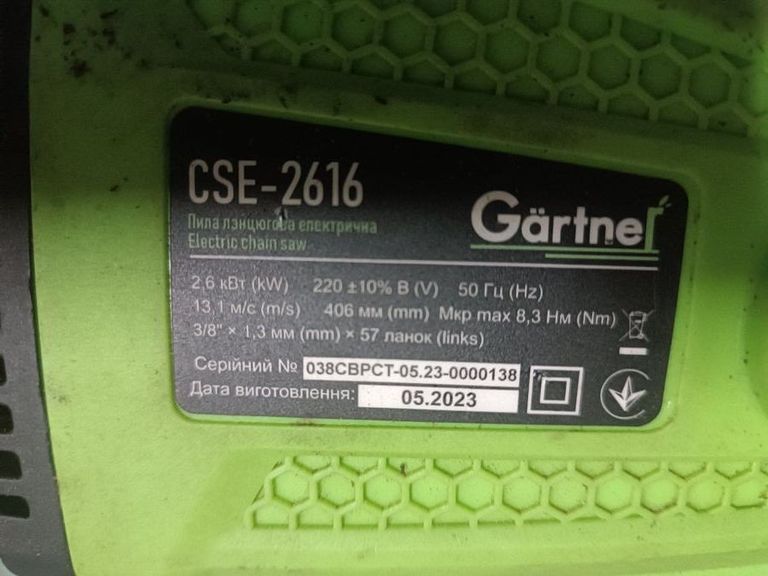 CSE-2616
Пила ланцюгова електрична
Electric chain saw
Gärtner
2,6 кВт (kW) 220 ±10% В (V) 50 Гц (Hz)
13,1 м/с (m/s) 406 мм (mm) Мкр max 8,3 Нм (Nm)
3/8" × 1,3 мм (mm) × 57 ланок (links)
Серійний № 038CBPCT-05.23-0000138
Дата виготовлення: 05.2023